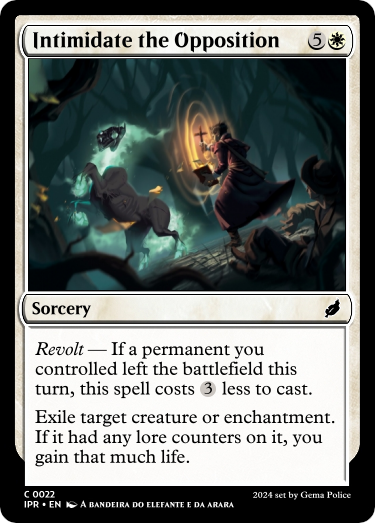 Intimidate the Opposition 5
Sorcery
Revolt — If a permanent you
controlled left the battlefield this
turn, this spell costs 3 less to cast.
Exile target creature or enchantment.
If it had any lore counters on it, you
gain that much life.
C 0022
IPR • EN A BANDEIRA DO ELEFANTE E DA ARARA
2024 set by Gema Police